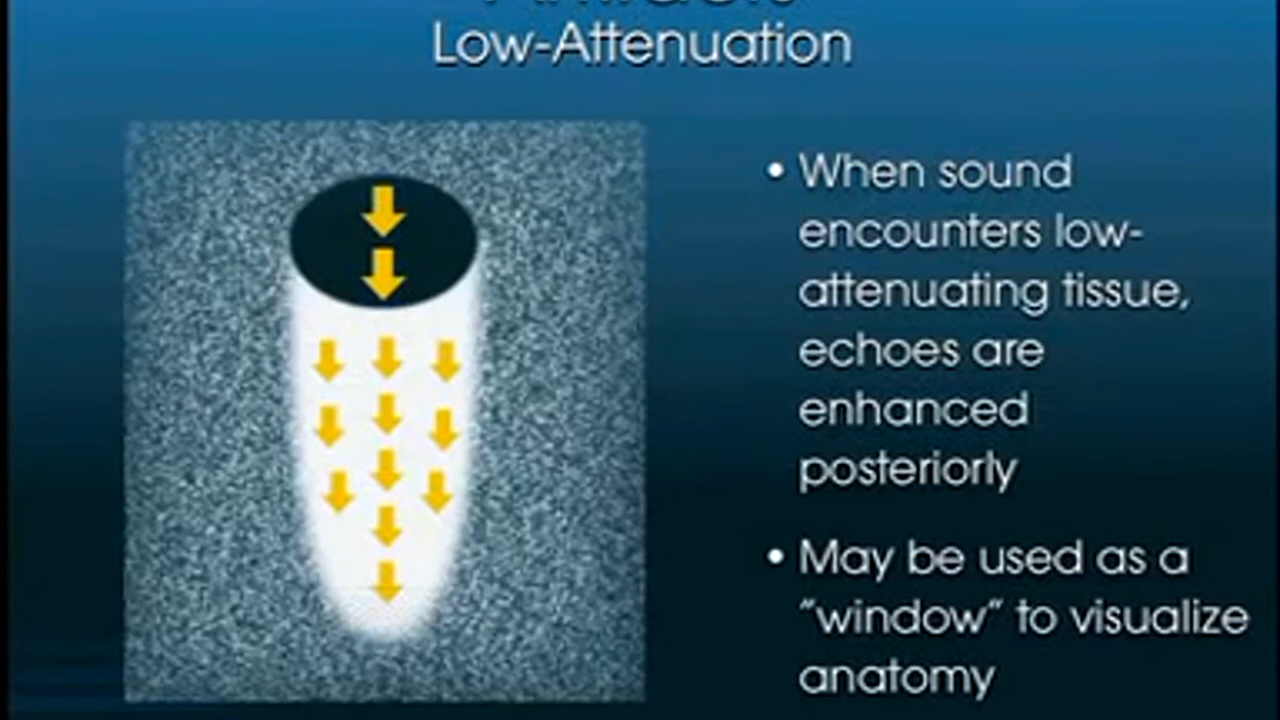 Low-Attenuation
• When sound
encounters low-
attenuating tissue,
echoes are
enhanced
posteriorly
• May be used as a
"window" to visualize
anatomy